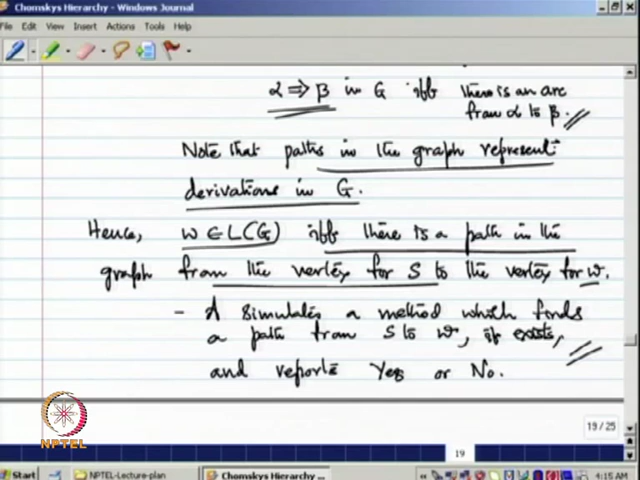 Chomskys Hierarchy - Windows Journal
File Edit View Insert Actions Tools Help
α ⇒ β in G iff there is an arc
from α to β.
Note that paths in the graph represent
derivations in G.
Hence, w ∈ L(G) iff there is a path in the
graph from the vertex for S to the vertex for w.
- A simulates a method which finds
a path from S to w, if exists,
and reports Yes or No.
NPTEL
19 / 25
19
Start NPTEL-Lecture-plan Chomskys Hierarchy - ... 4:15 AM